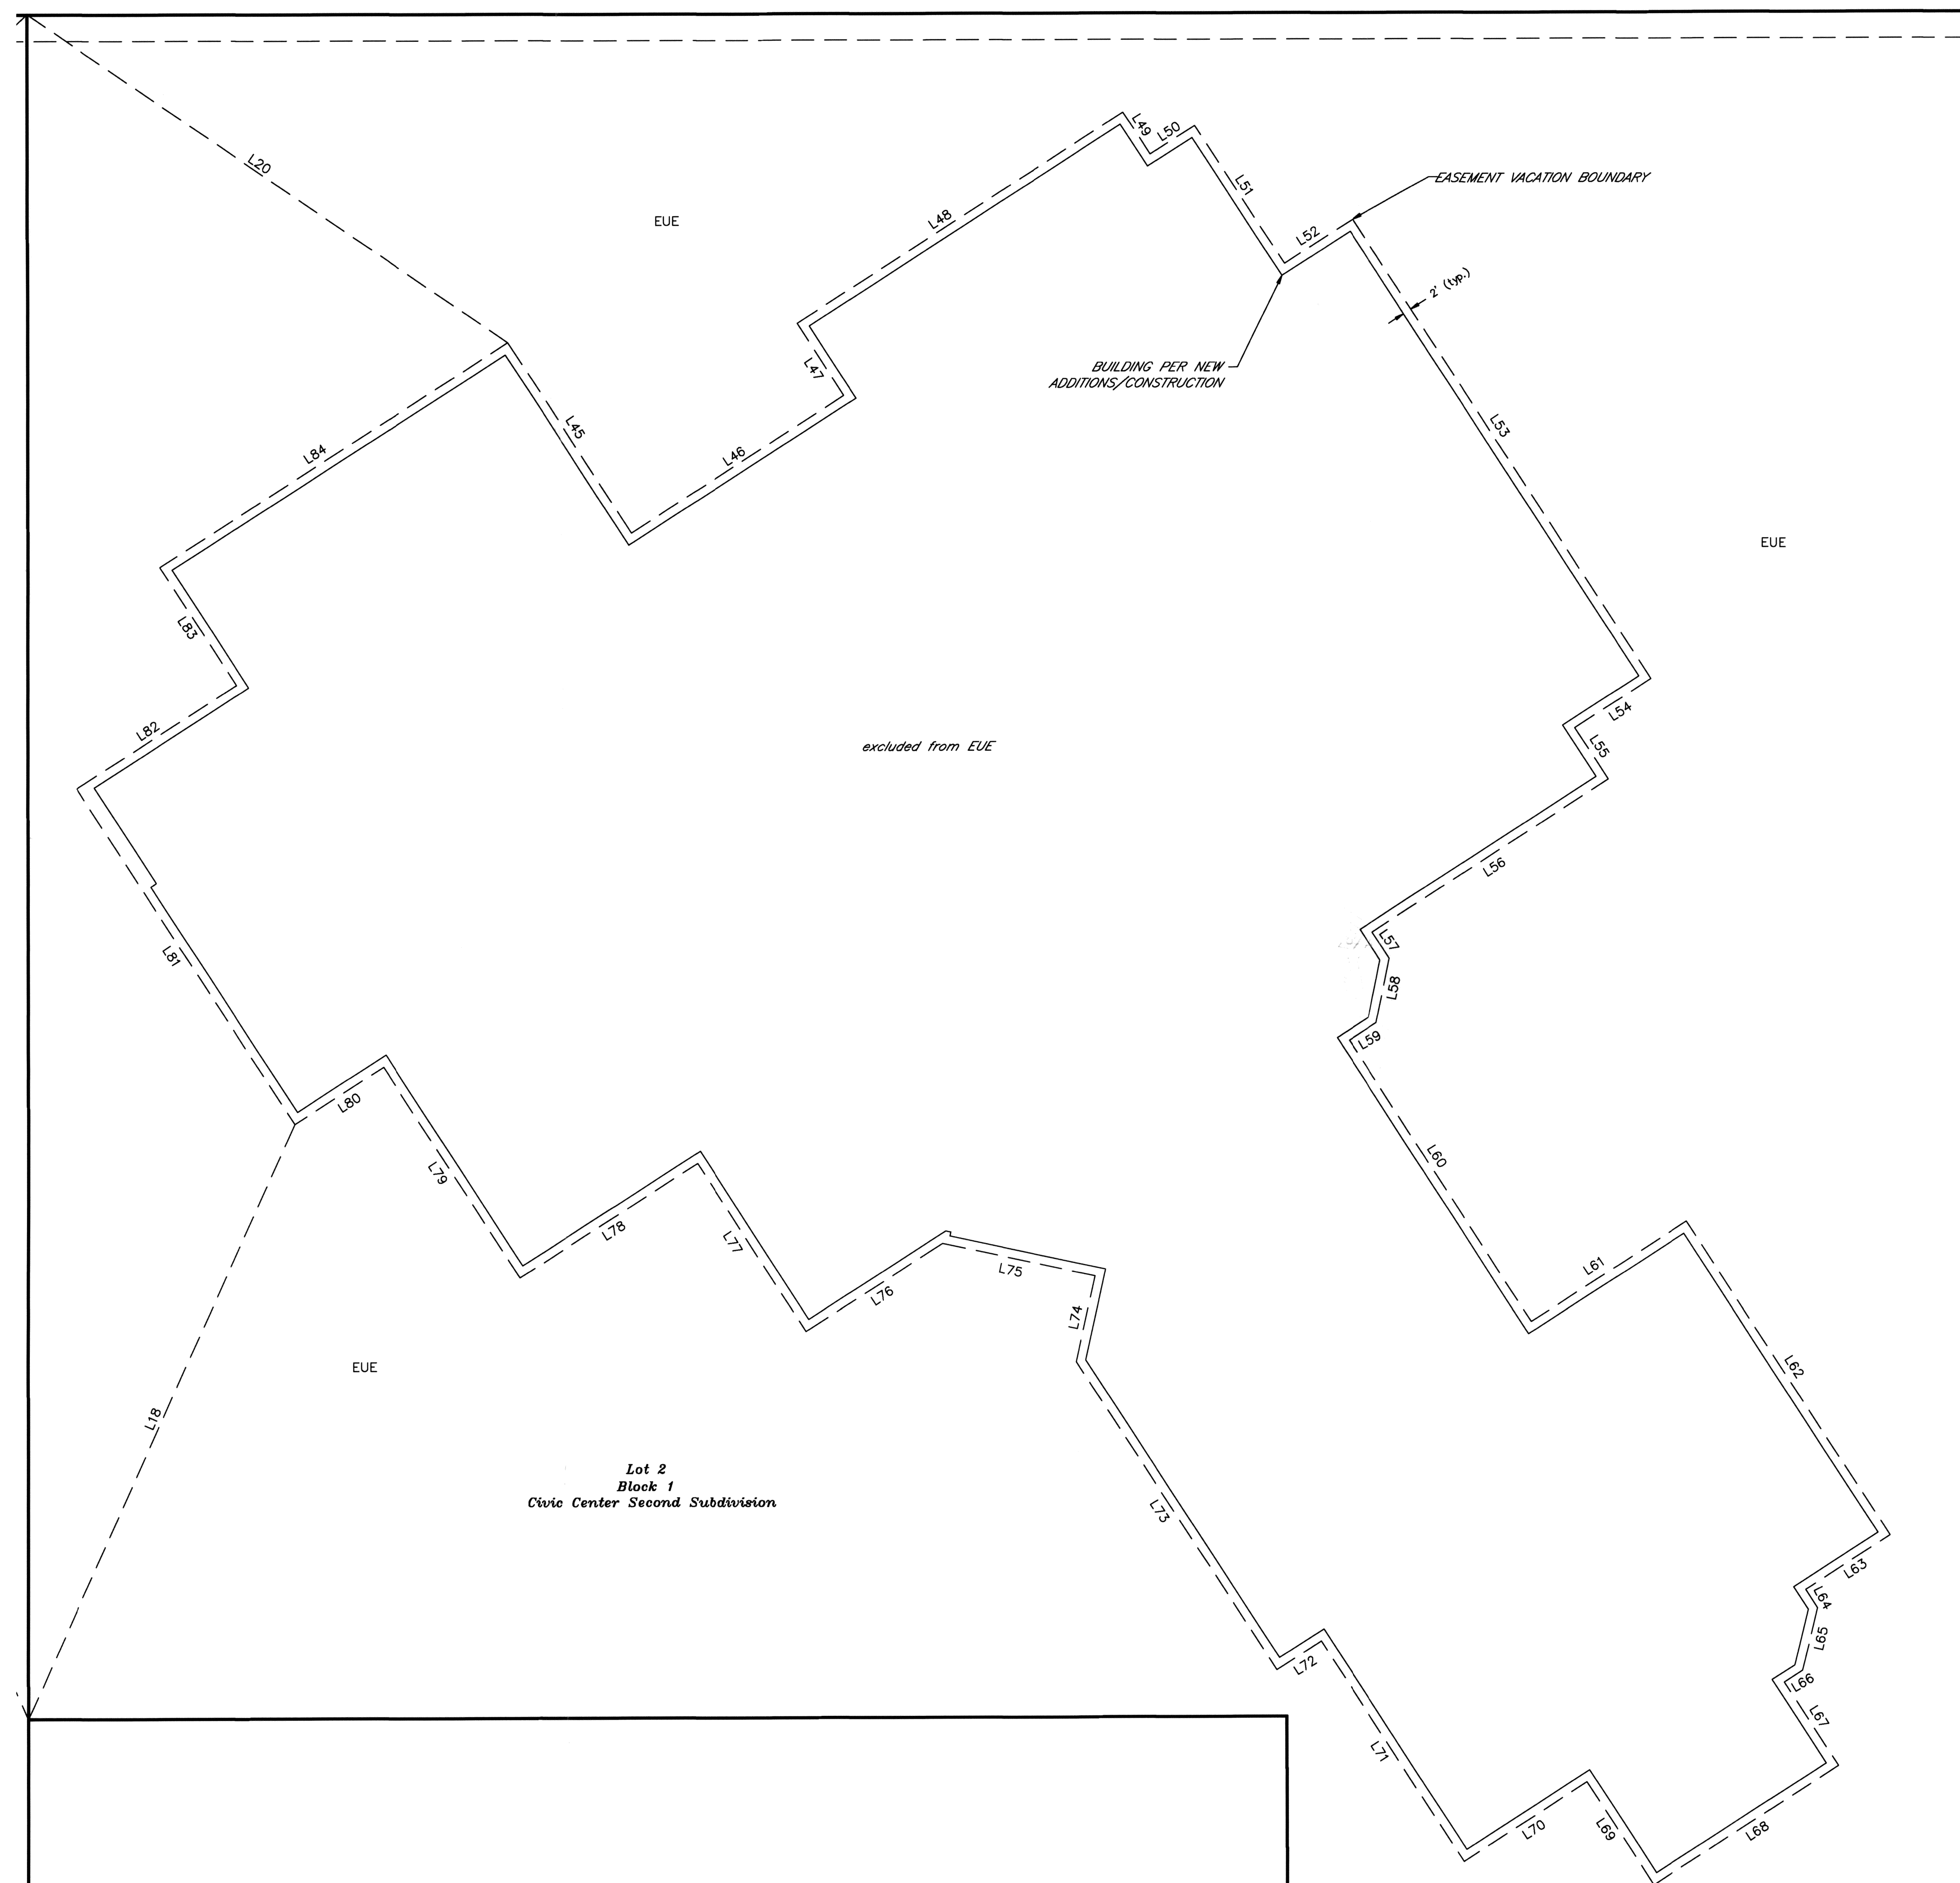 L49
L50
L20
L51
EASEMENT VACATION BOUNDARY
L48
EUE
L52
2' (typ.)
BUILDING PER NEW
ADDITIONS/CONSTRUCTION
L47
L45
L53
L84
L46
EUE
L83
L54
L82
L55
excluded from EUE
L56
L81
L57
L58
L59
L80
L60
L79
L78
L77
L61
L75
L76
L74
L62
EUE
L18
Lot 2
Block 1
Civic Center Second Subdivision
L73
L63
L64
L65
L72
L66
L67
L71
L70
L69
L68